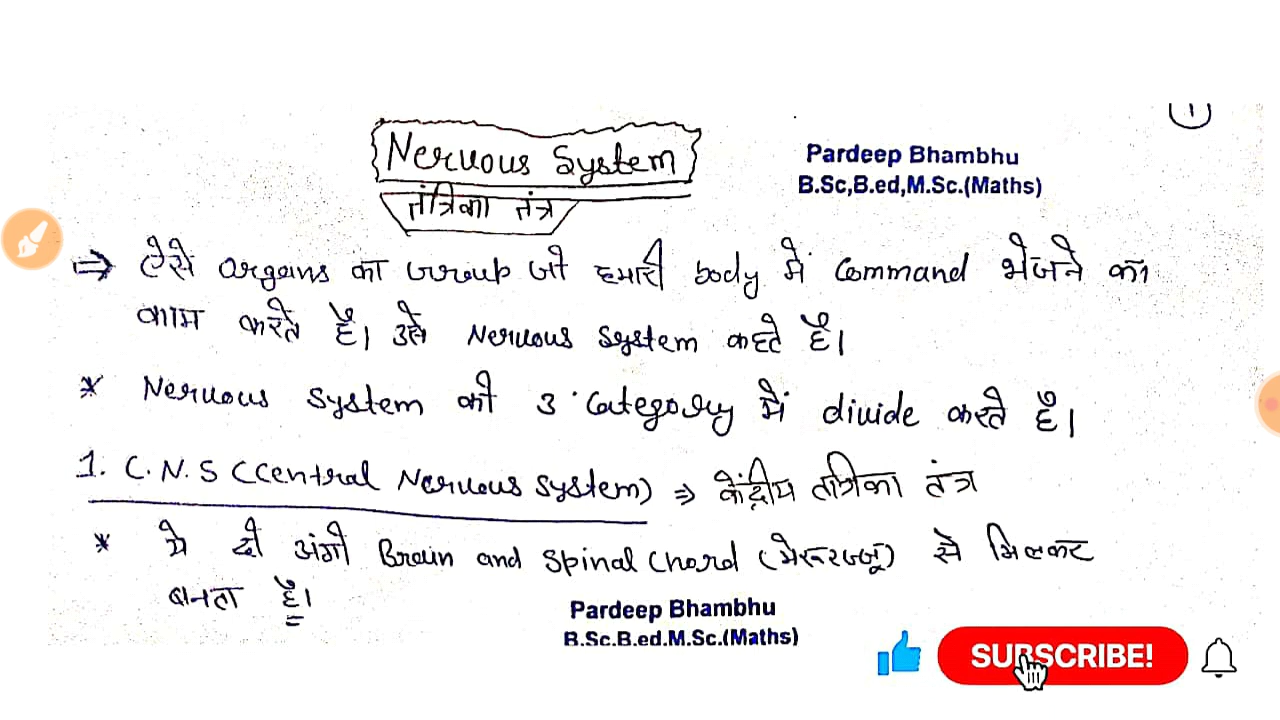 1
Nervous System
Pardeep Bhambhu
B.Sc,B.ed,M.Sc.(Maths)
तंत्रिका तंत्र
⇒ ऐसे organs का Group जो हमारी body में Command भेजने का
काम करते है। उसे Nervous System कहते है।
* Nervous System को 3 Category में divide करते है।
1. C.N.S (Central Nervous System) ⇒ केंद्रीय तंत्रिका तंत्र
* ये दो अंगो Brain and Spinal Chord (मेरूरज्जू) से मिलकर
बनता है।
Pardeep Bhambhu
B.Sc.B.ed.M.Sc.(Maths)
SUBSCRIBE!